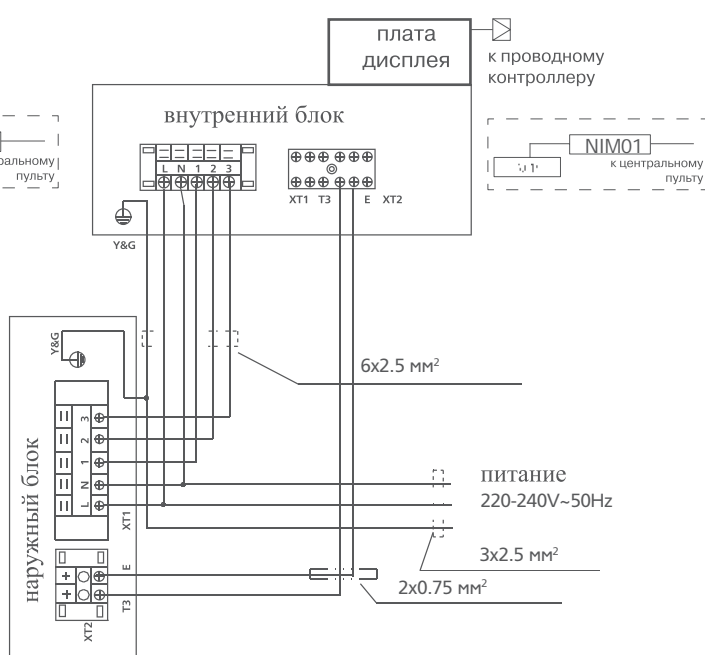 плата
дисплея
к проводному
контроллеру
внутренний блок
NIM01
к центральному
пульту
ральному
пульту
L N 1 2 3
XT1 T3 E XT2
Y&G
Y&G
6x2.5 мм²
3
2
1
N
L
XT1
наружный блок
питание
220-240V~50Hz
3x2.5 мм²
E
2x0.75 мм²
T3
XT2